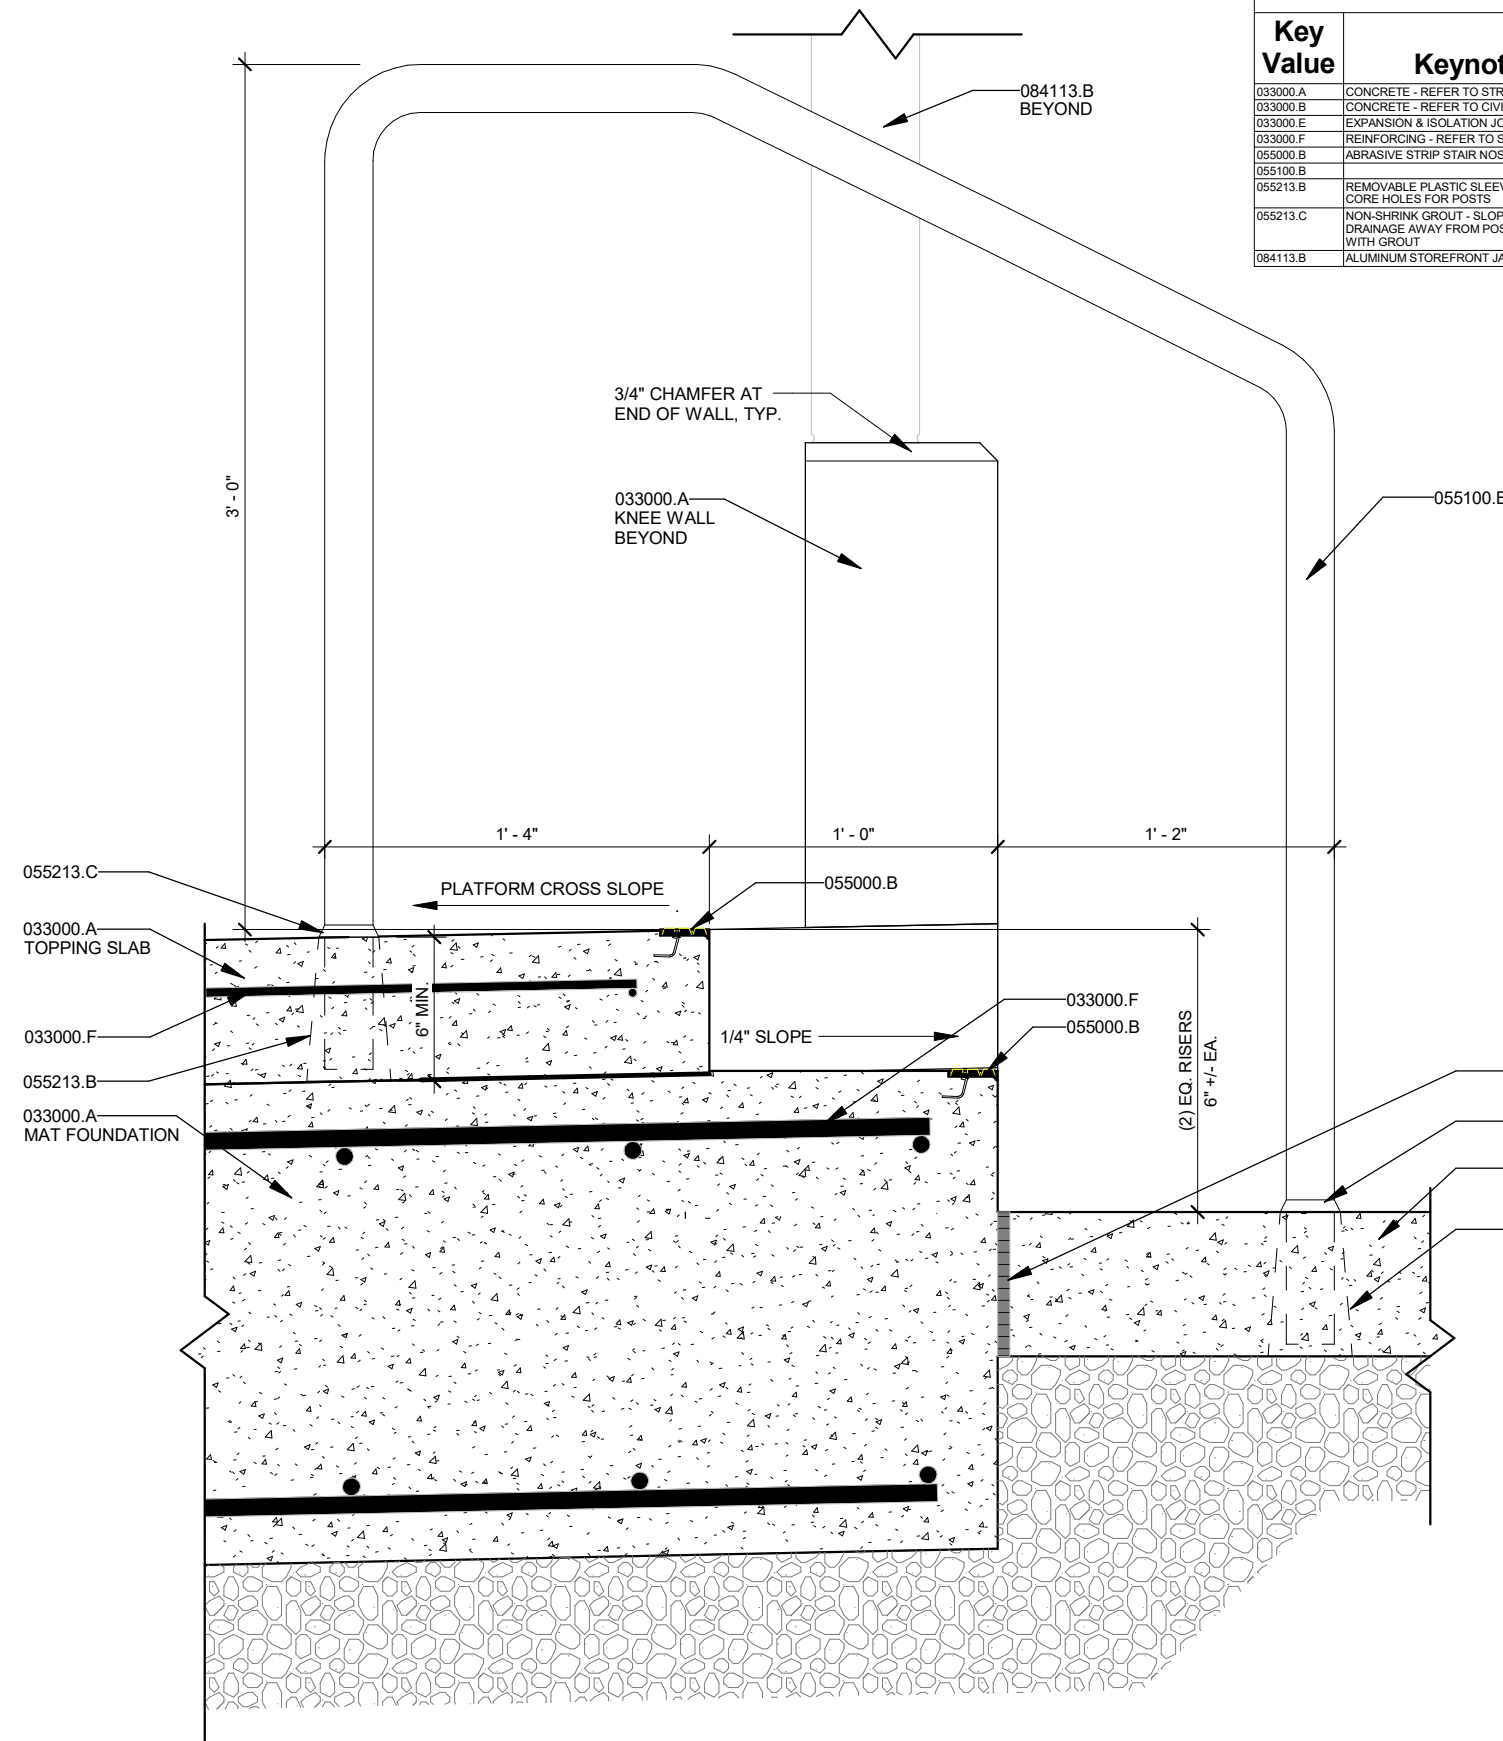 Key
Value
Keynot
033000.A CONCRETE - REFER TO STR
033000.B CONCRETE - REFER TO CIVI
033000.E EXPANSION & ISOLATION JO
033000.F REINFORCING - REFER TO S
055000.B ABRASIVE STRIP STAIR NOS
055100.B
055213.B REMOVABLE PLASTIC SLEEV
CORE HOLES FOR POSTS
055213.C NON-SHRINK GROUT - SLOP
DRAINAGE AWAY FROM POS
WITH GROUT
084113.B ALUMINUM STOREFRONT JA
084113.B
BEYOND
3/4" CHAMFER AT
END OF WALL, TYP.
3' - 0"
033000.A
KNEE WALL
BEYOND
055100.B
1' - 4"
1' - 0"
1' - 2"
055213.C
PLATFORM CROSS SLOPE
055000.B
033000.A
TOPPING SLAB
6" MIN.
033000.F
033000.F
055000.B
1/4" SLOPE
(2) EQ. RISERS
6" +/- EA.
055213.B
033000.A
MAT FOUNDATION